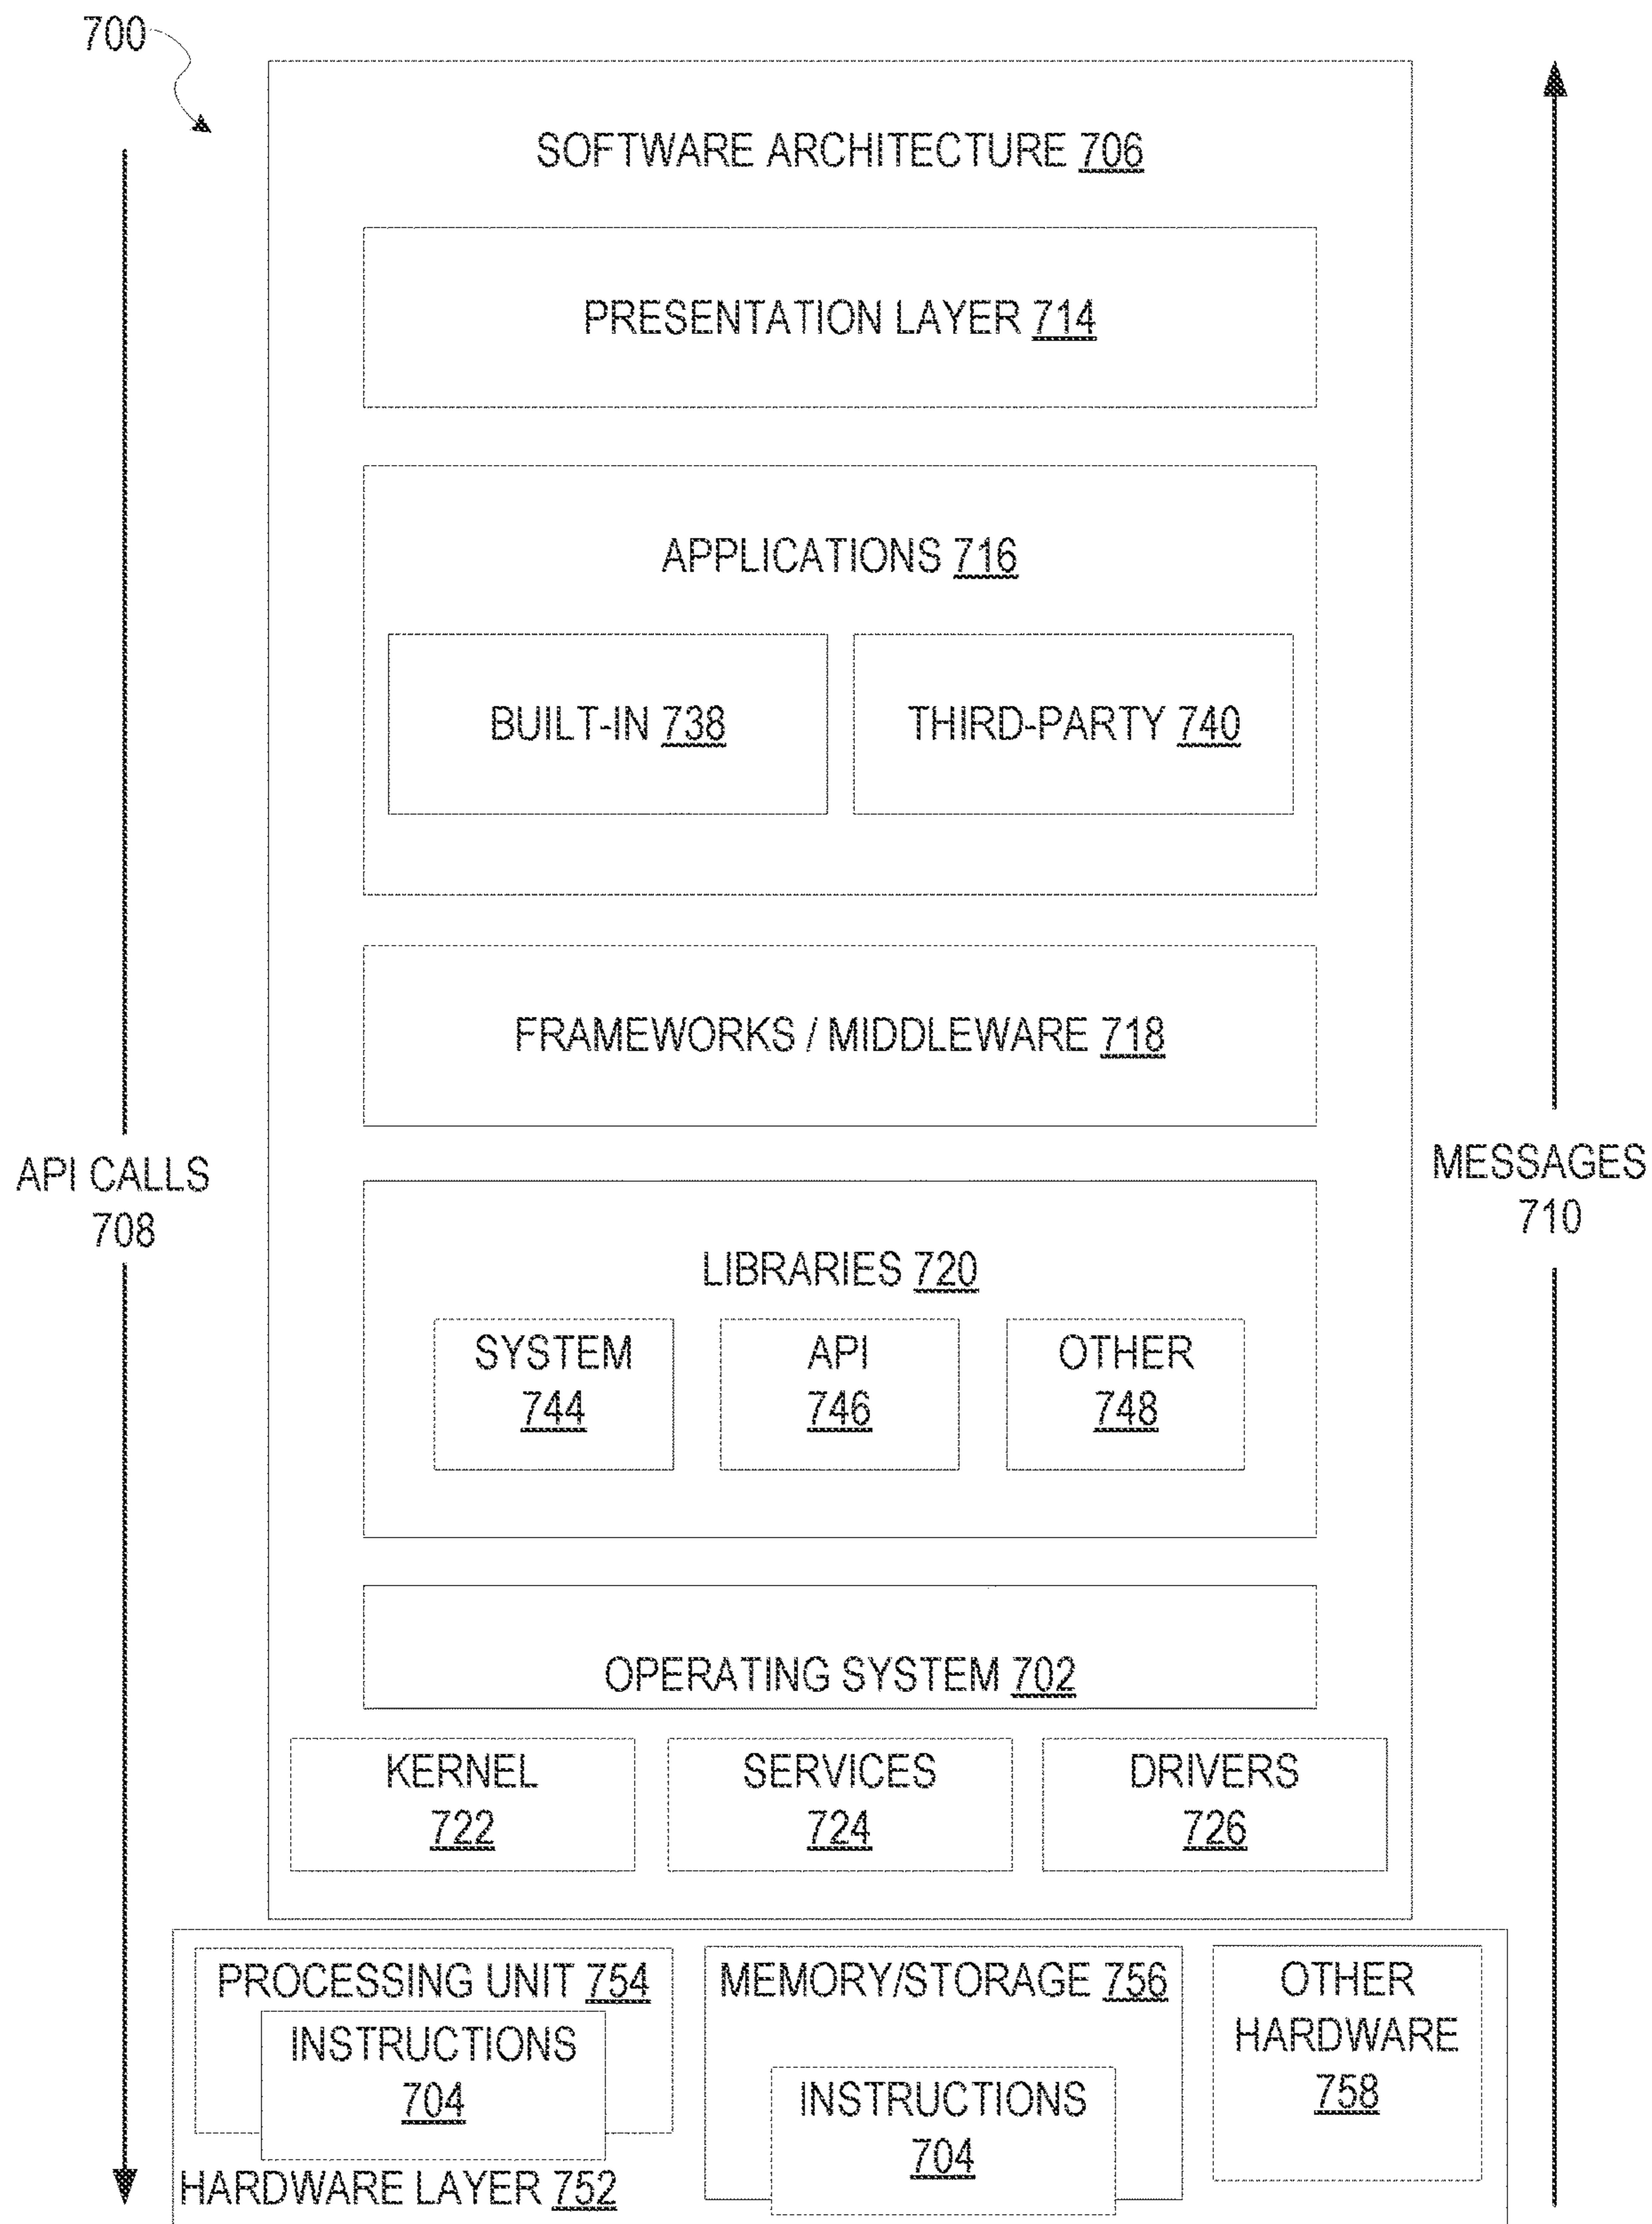 700
SOFTWARE ARCHITECTURE 706
PRESENTATION LAYER 714
APPLICATIONS 716
BUILT-IN 738
THIRD-PARTY 740
FRAMEWORKS / MIDDLEWARE 718
API CALLS
708
MESSAGES
710
LIBRARIES 720
SYSTEM
744
API
746
OTHER
748
OPERATING SYSTEM 702
KERNEL
722
SERVICES
724
DRIVERS
726
PROCESSING UNIT 754
INSTRUCTIONS
704
MEMORY/STORAGE 756
INSTRUCTIONS
704
OTHER
HARDWARE
758
HARDWARE LAYER 752